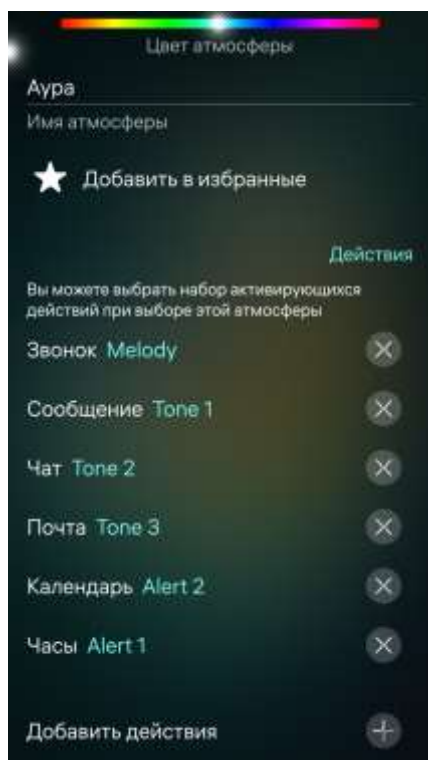 Цвет атмосферы
Аура
Имя атмосферы
Добавить в избранные
Действия
Вы можете выбрать набор активирующихся
действий при выборе этой атмосферы
Звонок Melody
Сообщение Tone 1
Чат Tone 2
Почта Tone 3
Календарь Alert 2
Часы Alert 1
Добавить действия